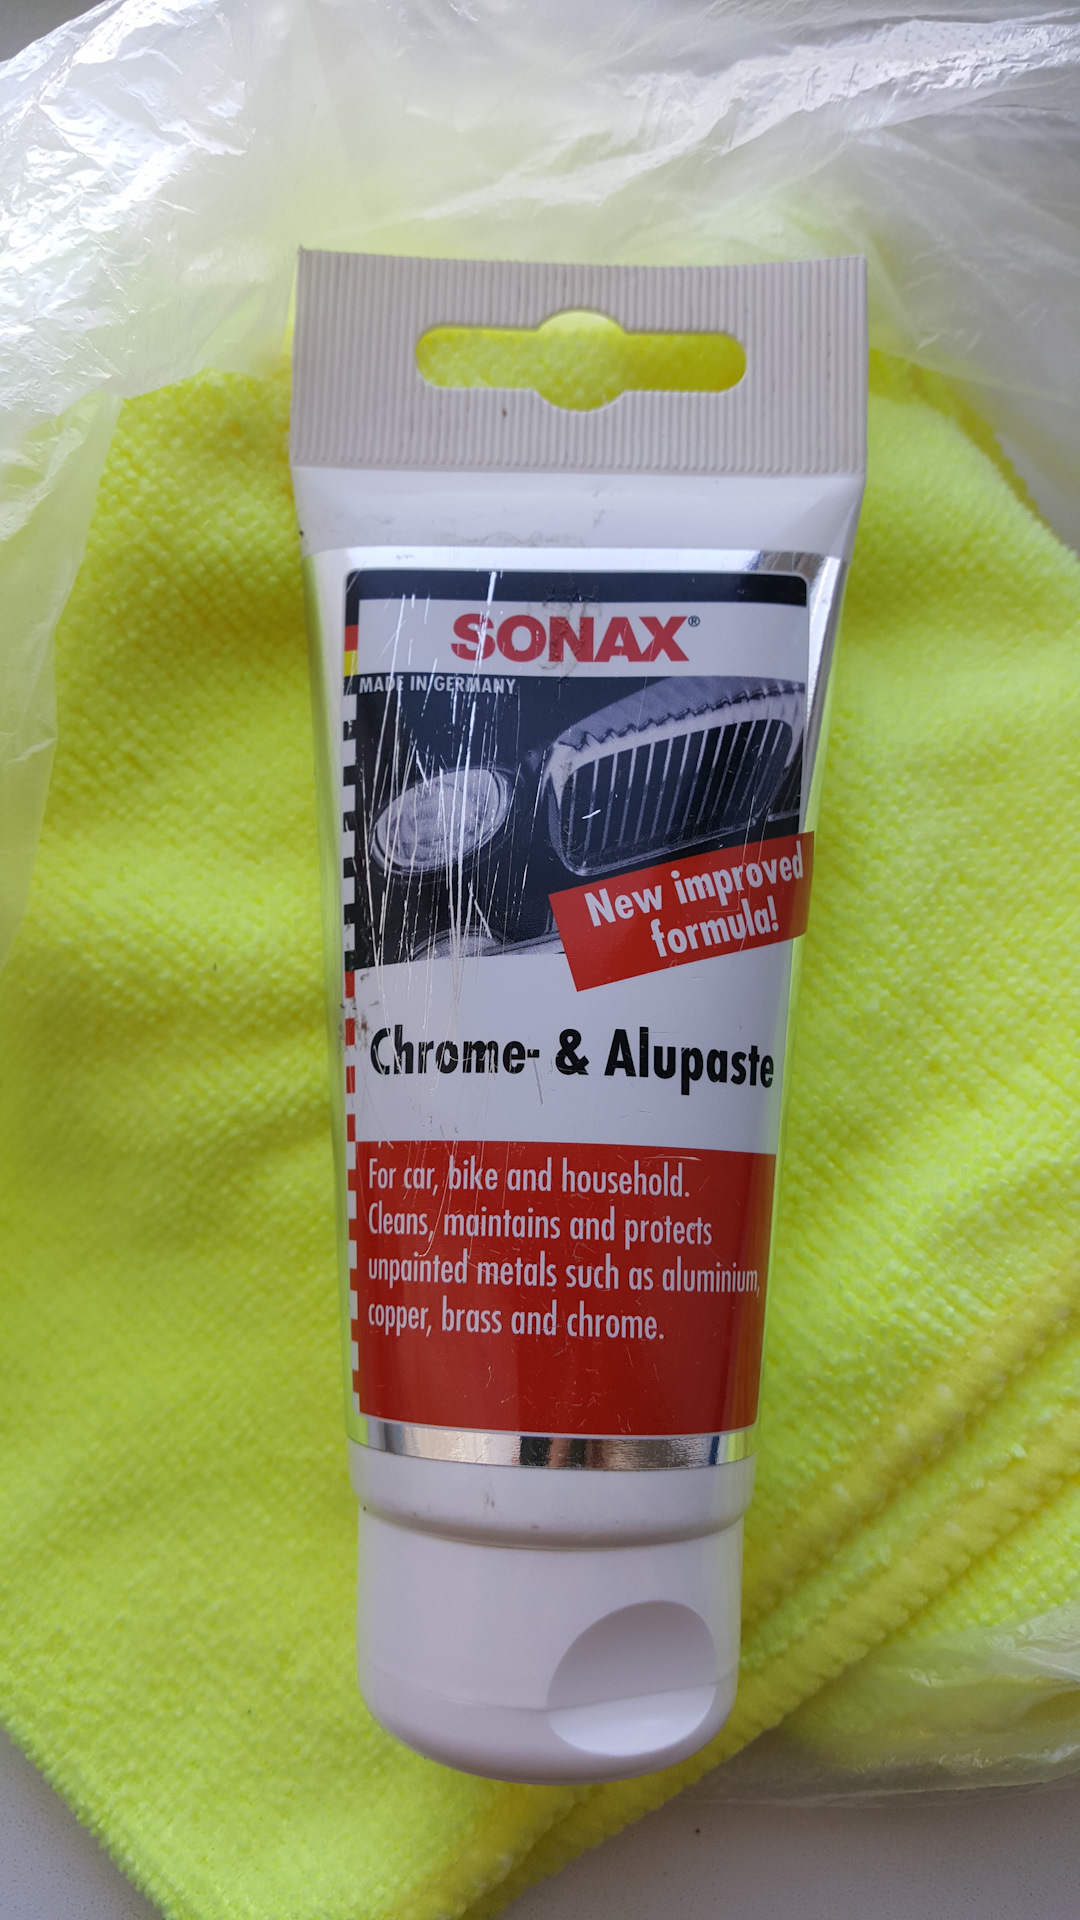 SONAX®
MADE IN GERMANY
New improved
formula!
Chrome- & Alupaste
For car, bike and household.
Cleans, maintains and protects
unpainted metals such as aluminium,
copper, brass and chrome.